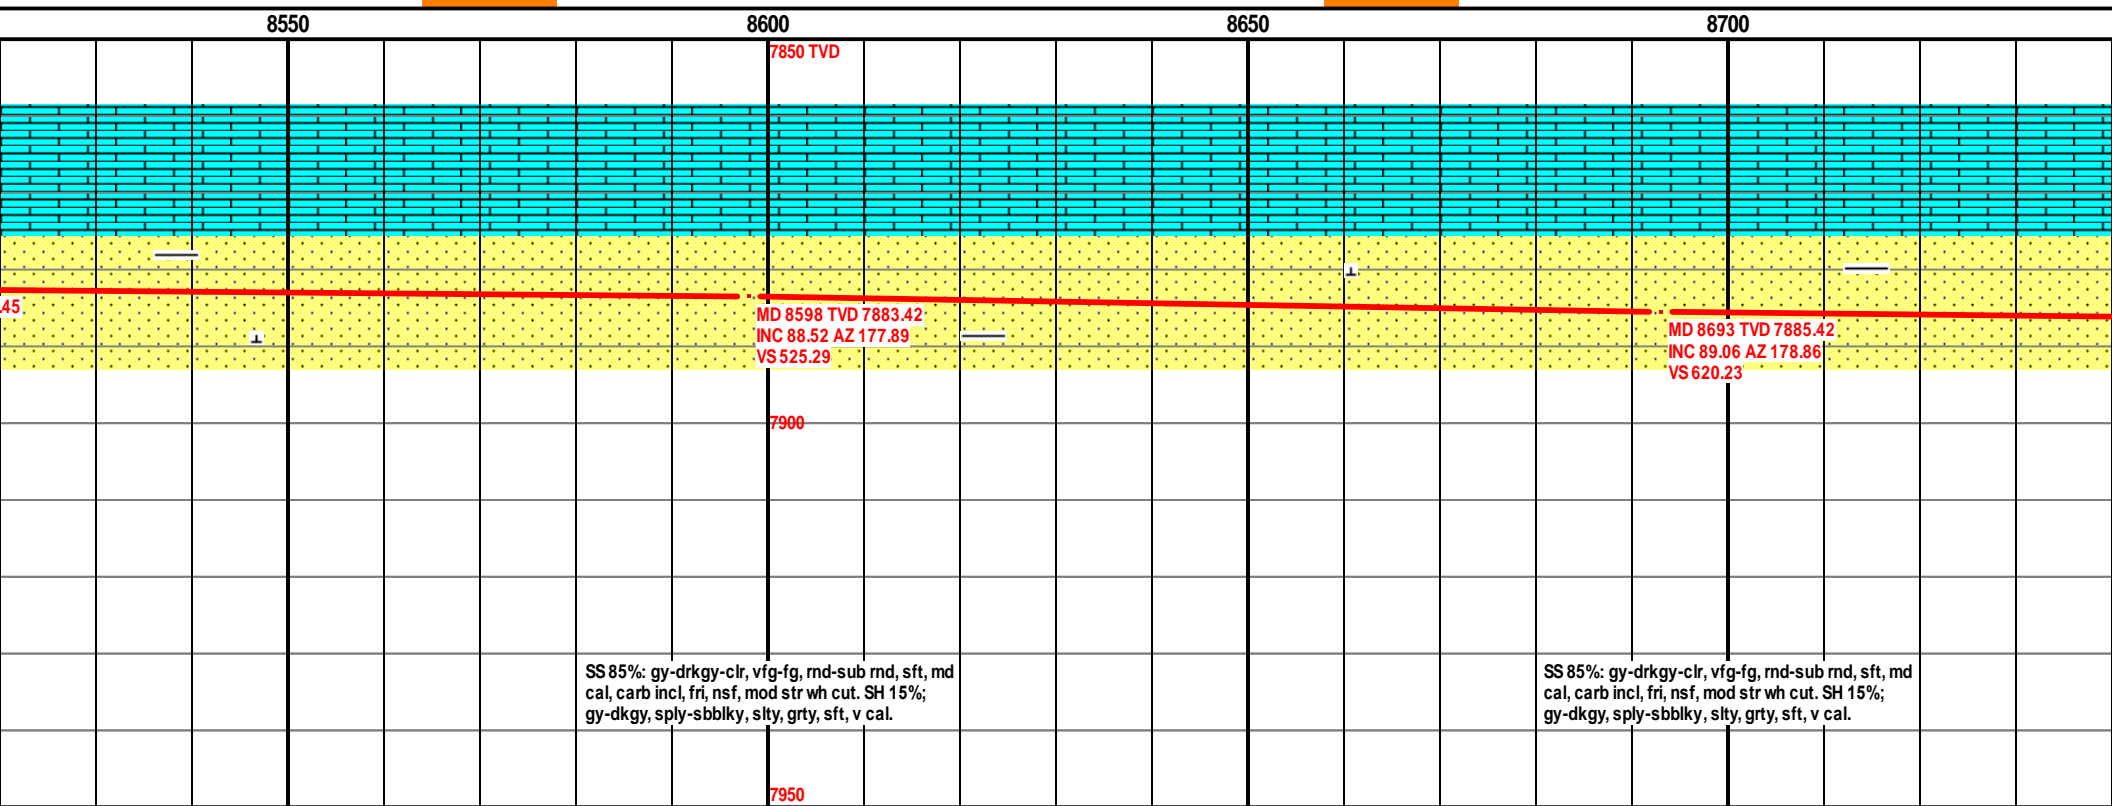 8550 8600 8650 8700
7850 TVD
.45
MD 8598 TVD 7883.42
INC 88.52 AZ 177.89
VS 525.29
MD 8693 TVD 7885.42
INC 89.06 AZ 178.86
VS 620.23
7900
SS 85%: gy-drkgy-clr, vfg-fg, rnd-sub rnd, sft, md
cal, carb incl, fri, nsf, mod str wh cut. SH 15%;
gy-dkgy, sply-sbblky, slty, grty, sft, v cal.
SS 85%: gy-drkgy-clr, vfg-fg, rnd-sub rnd, sft, md
cal, carb incl, fri, nsf, mod str wh cut. SH 15%;
gy-dkgy, sply-sbblky, slty, grty, sft, v cal.
7950